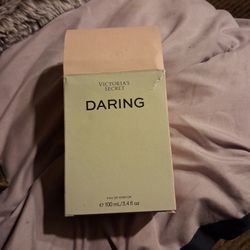 VICTORIA'S
SECRET
DARING
EAU DE PARFUM
e 100 mL/3.4 fl oz